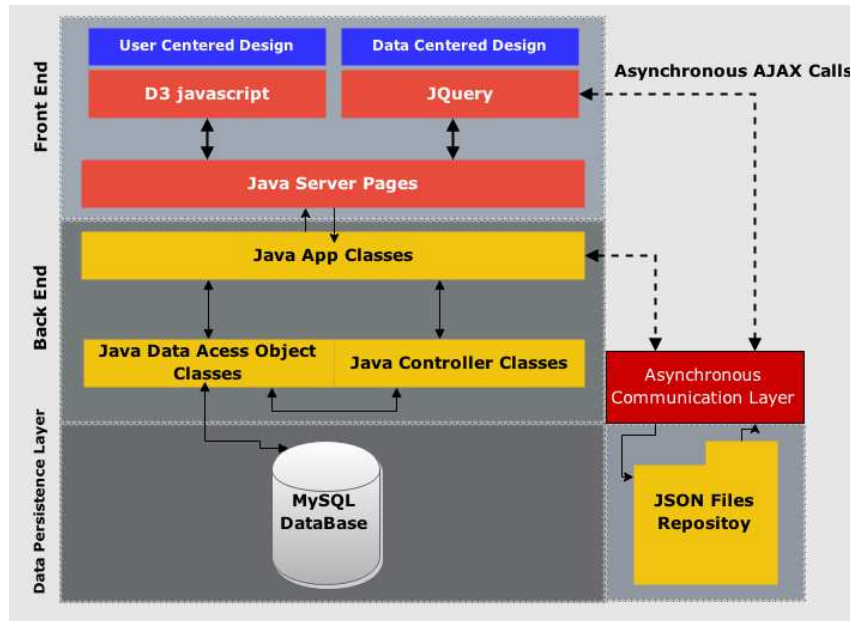 User Centered Design
Data Centered Design
D3 javascript
JQuery
Asynchronous AJAX Calls
Front End
Java Server Pages
Java App Classes
Back End
Java Data Acess Object
Classes
Java Controller Classes
Asynchronous
Communication Layer
Data Persistence Layer
MySQL
DataBase
JSON Files
Repositoy